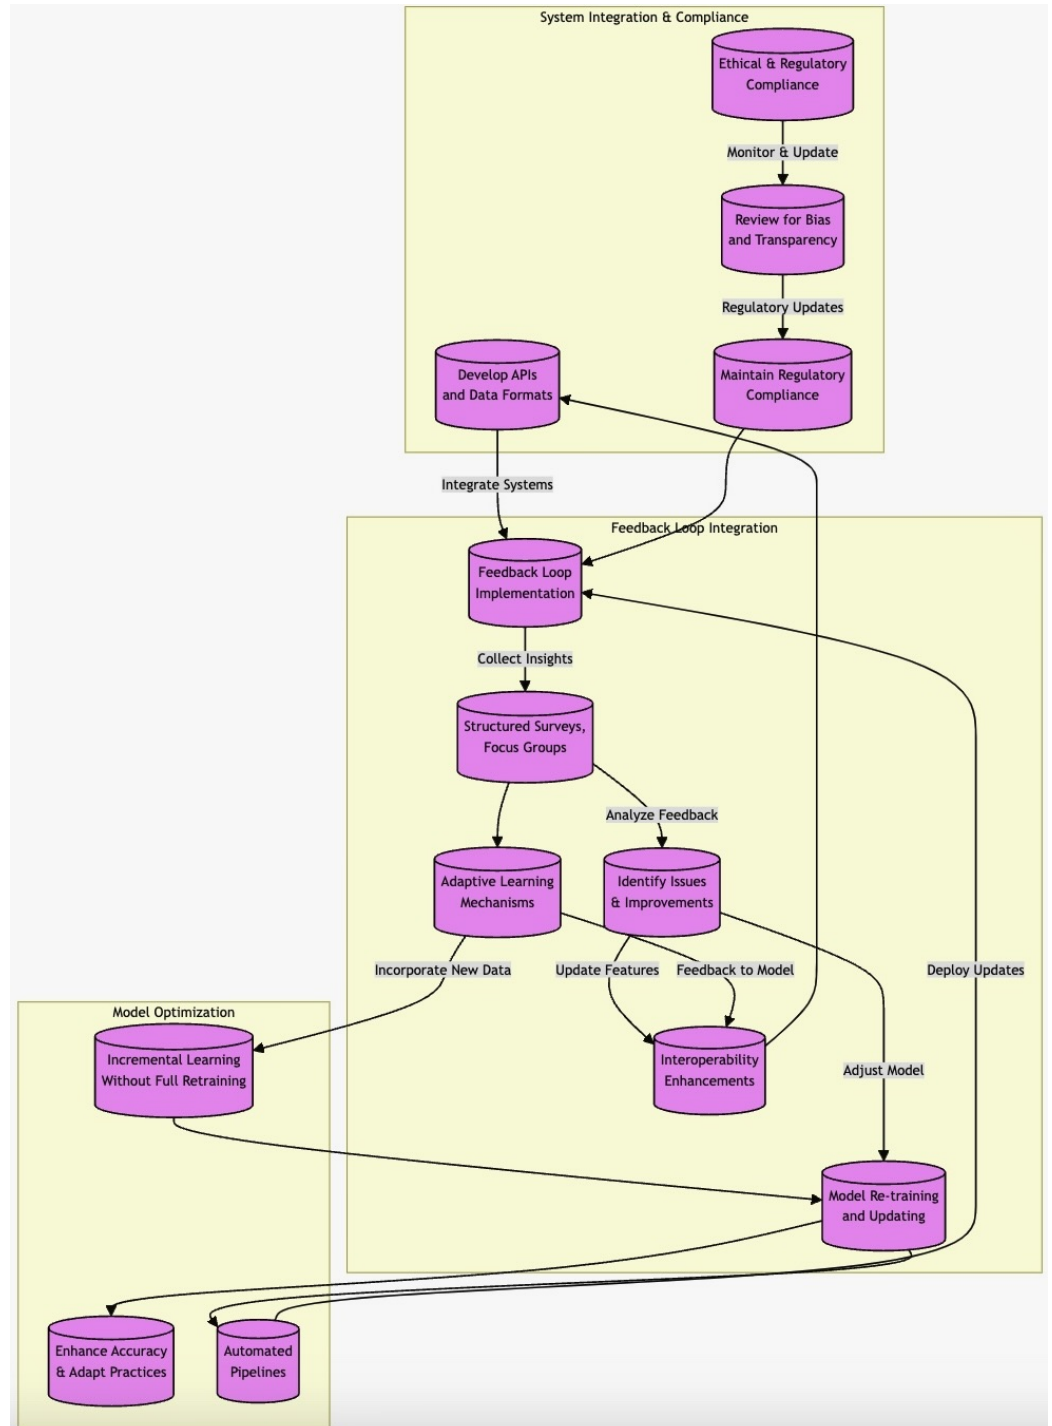 System Integration & Compliance
Ethical & Regulatory
Compliance
Monitor & Update
Review for Bias
and Transparency
Regulatory Updates
Develop APIs
and Data Formats
Maintain Regulatory
Compliance
Integrate Systems
Feedback Loop Integration
Feedback Loop
Implementation
Collect Insights
Structured Surveys,
Focus Groups
Analyze Feedback
Adaptive Learning
Mechanisms
Identify Issues
& Improvements
Incorporate New Data
Update Features
Feedback to Model
Deploy Updates
Model Optimization
Incremental Learning
Without Full Retraining
Interoperability
Enhancements
Adjust Model
Model Re-training
and Updating
Enhance Accuracy
& Adapt Practices
Automated
Pipelines